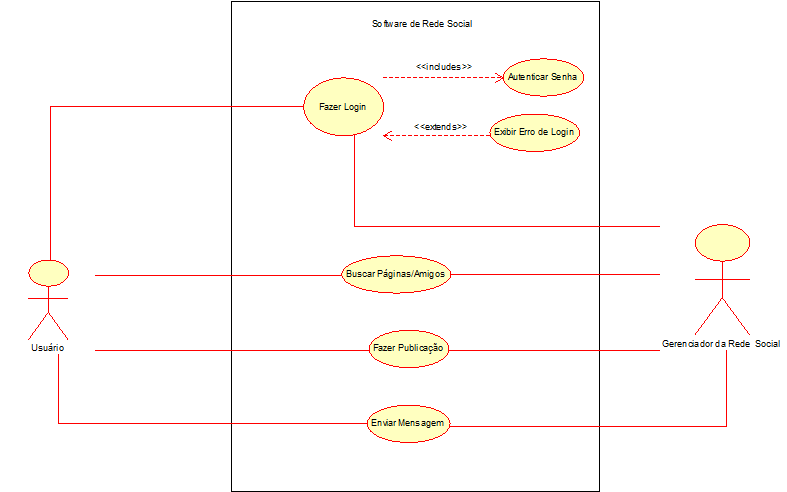 Software de Rede Social
<<includes>>
Autenticar Senha
Fazer Login
<<extends>>
Exibir Erro de Login
Buscar Páginas/Amigos
Usuário
Fazer Publicação
Gerenciador da Rede Social
Enviar Mensagem